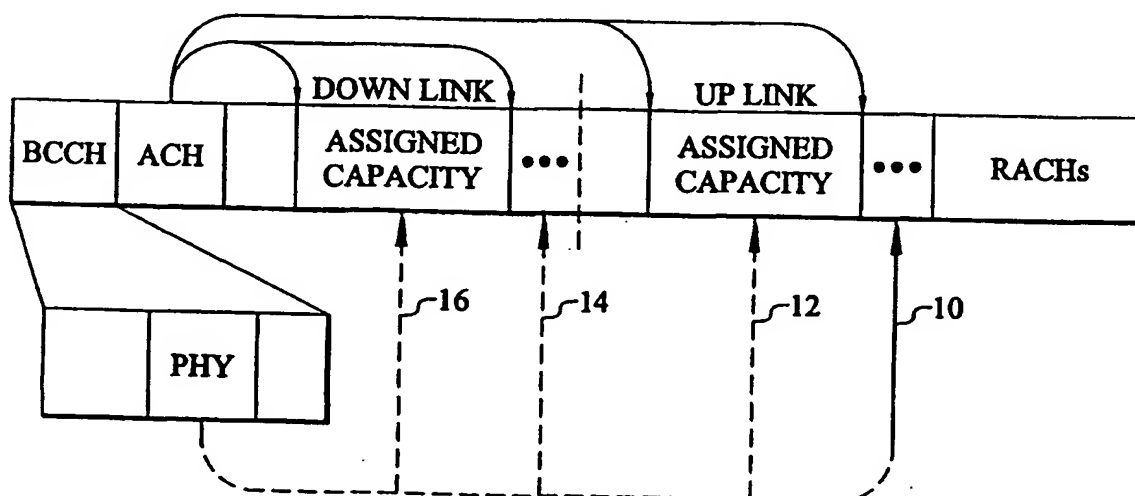 DOWN LINK
UP LINK
BCCH
ACH
ASSIGNED
CAPACITY
•••
ASSIGNED
CAPACITY
•••
RACHs
16
14
12
10
PHY